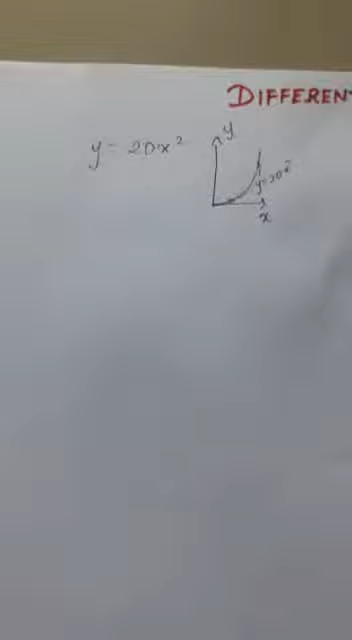 DIFFEREN
y = 20x²
y
y=20x²
x